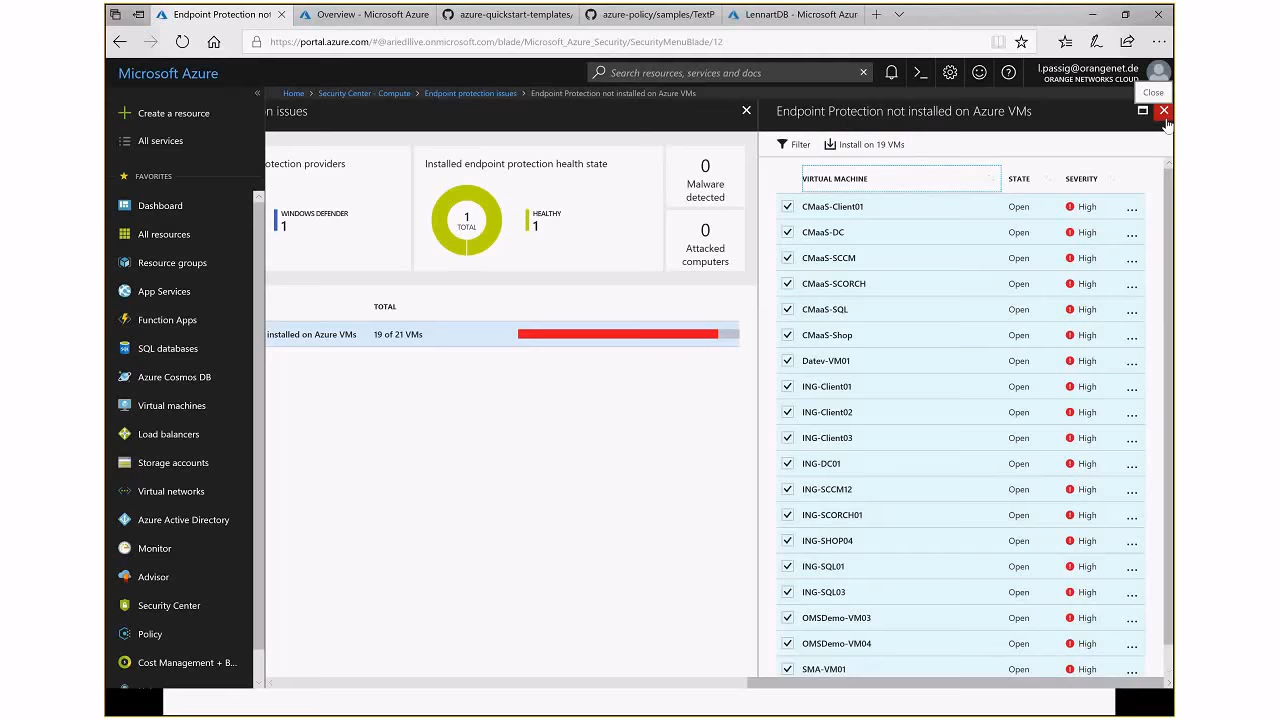 Endpoint Protection not
Overview - Microsoft Azure
azure-quickstart-templates/
azure-policy/samples/TextP
LennartDB - Microsoft Azur
https://portal.azure.com/#@ariedllive.onmicrosoft.com/blade/Microsoft_Azure_Security/SecurityMenuBlade/12
Microsoft Azure
Search resources, services and docs
l.passig@orangenet.de
ORANGE NETWORKS CLOUD
Close
Home > Security Center - Compute > Endpoint protection issues > Endpoint Protection not installed on Azure VMs
Create a resource
All services
FAVORITES
Dashboard
All resources
Resource groups
App Services
Function Apps
SQL databases
Azure Cosmos DB
Virtual machines
Load balancers
Storage accounts
Virtual networks
Azure Active Directory
Monitor
Advisor
Security Center
Policy
Cost Management + B...
n issues
otection providers
WINDOWS DEFENDER
1
Installed endpoint protection health state
1
TOTAL
HEALTHY
1
0
Malware
detected
0
Attacked
computers
TOTAL
installed on Azure VMs 19 of 21 VMs
Endpoint Protection not installed on Azure VMs
Filter Install on 19 VMs
VIRTUAL MACHINE STATE SEVERITY
CMaaS-Client01 Open High ...
CMaaS-DC Open High ...
CMaaS-SCCM Open High ...
CMaaS-SCORCH Open High ...
CMaaS-SQL Open High ...
CMaaS-Shop Open High ...
Datev-VM01 Open High ...
ING-Client01 Open High ...
ING-Client02 Open High ...
ING-Client03 Open High ...
ING-DC01 Open High ...
ING-SCCM12 Open High ...
ING-SCORCH01 Open High ...
ING-SHOP04 Open High ...
ING-SQL01 Open High ...
ING-SQL03 Open High ...
OMSDemo-VM03 Open High ...
OMSDemo-VM04 Open High ...
SMA-VM01 Open High ...